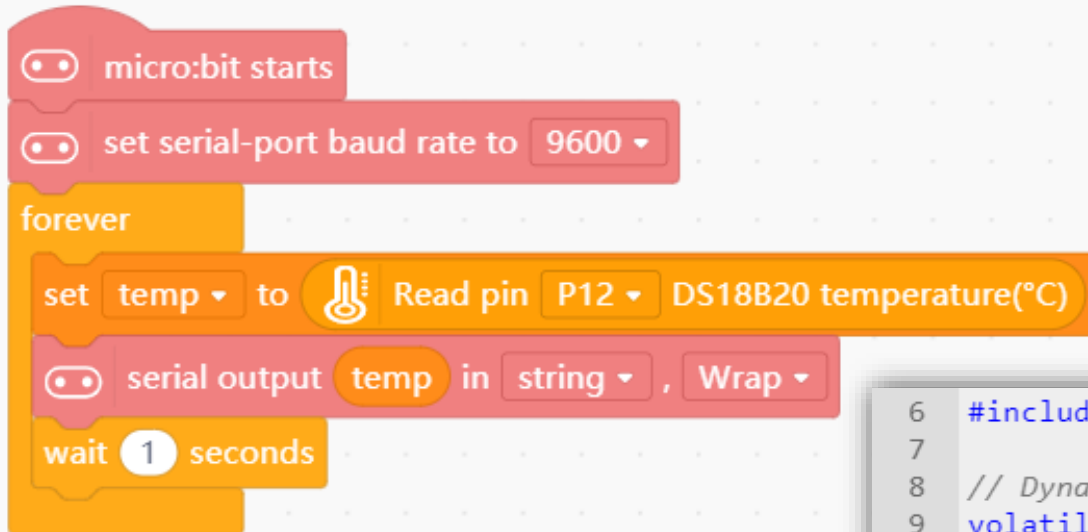 micro:bit starts
set serial-port baud rate to 9600
forever
set temp to Read pin P12 DS18B20 temperature(°C)
serial output temp in string , Wrap
wait 1 seconds
6 #includ
7
8 // Dyna
9 volatil